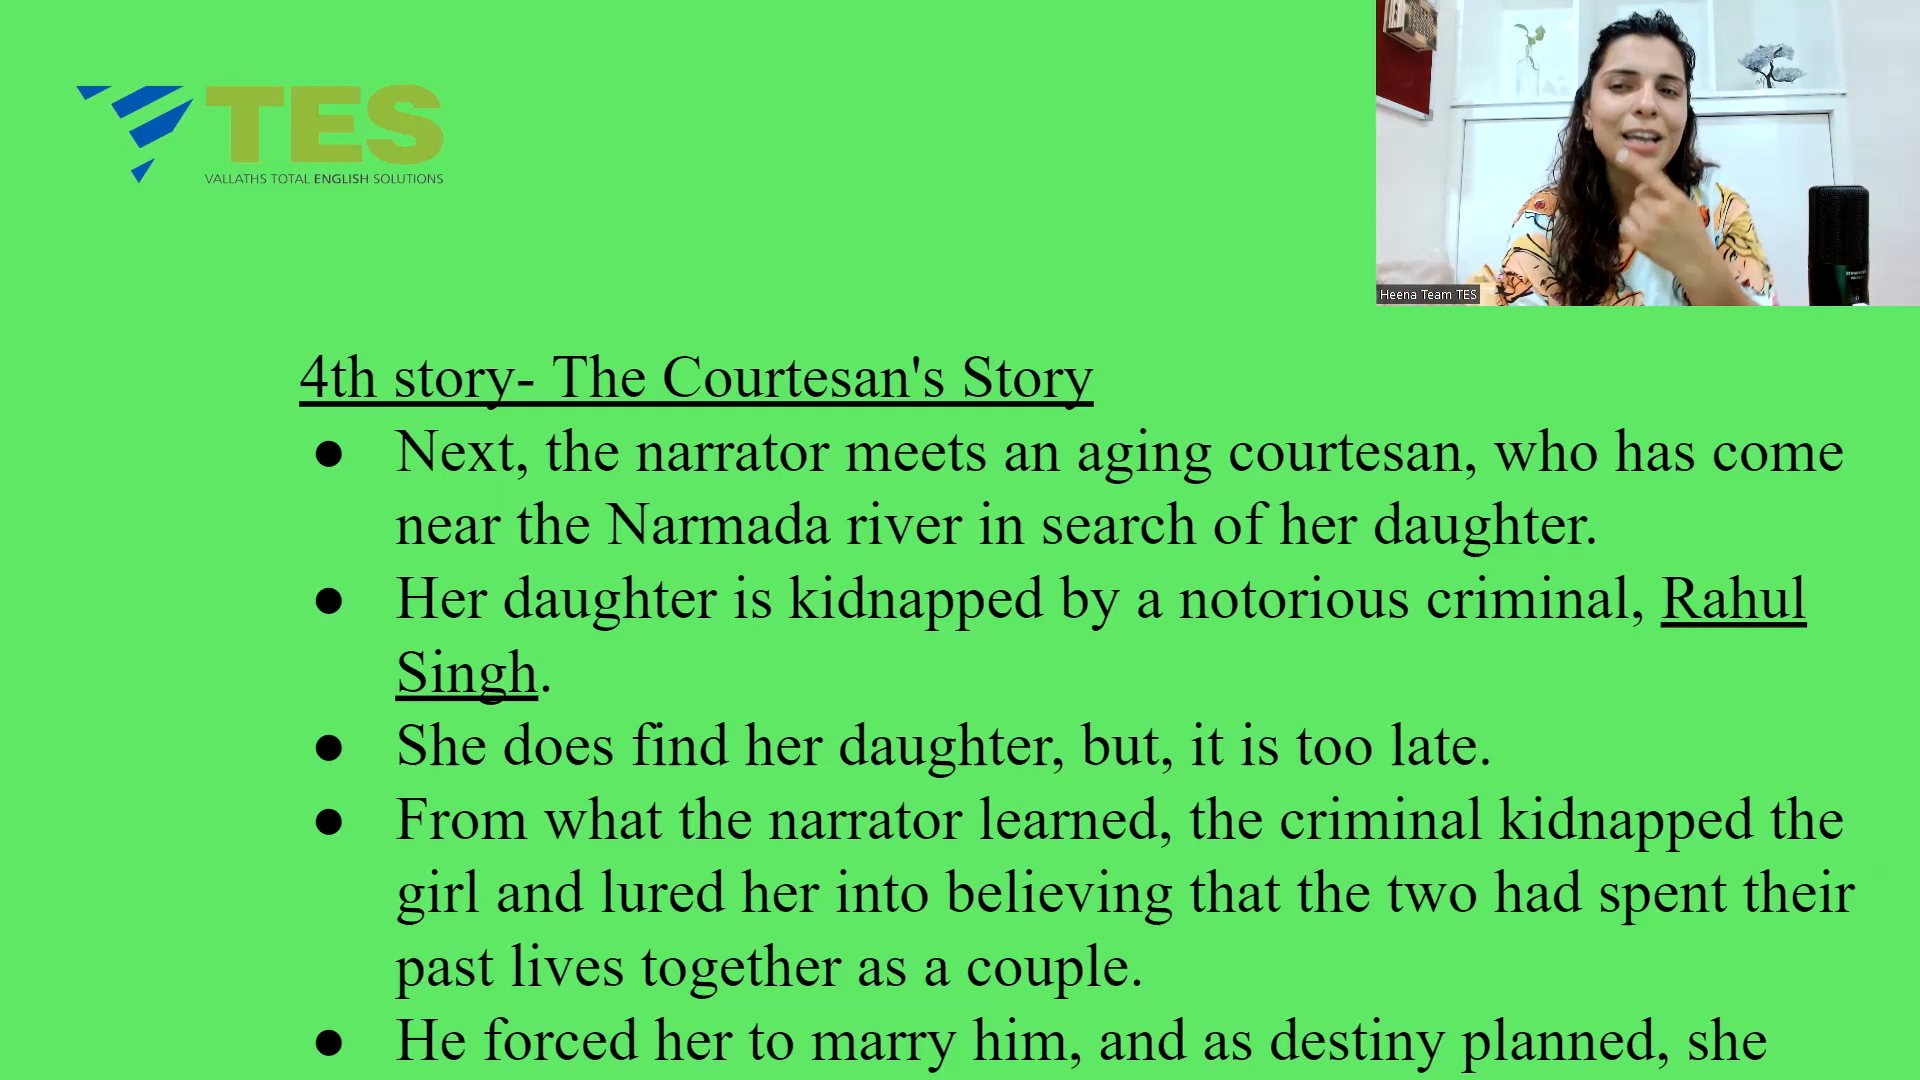 TES
VALLATHS TOTAL ENGLISH SOLUTIONS
Heena Team TES
4th story- The Courtesan's Story
● Next, the narrator meets an aging courtesan, who has come
near the Narmada river in search of her daughter.
● Her daughter is kidnapped by a notorious criminal, Rahul
Singh.
● She does find her daughter, but, it is too late.
● From what the narrator learned, the criminal kidnapped the
girl and lured her into believing that the two had spent their
past lives together as a couple.
● He forced her to marry him, and as destiny planned, she